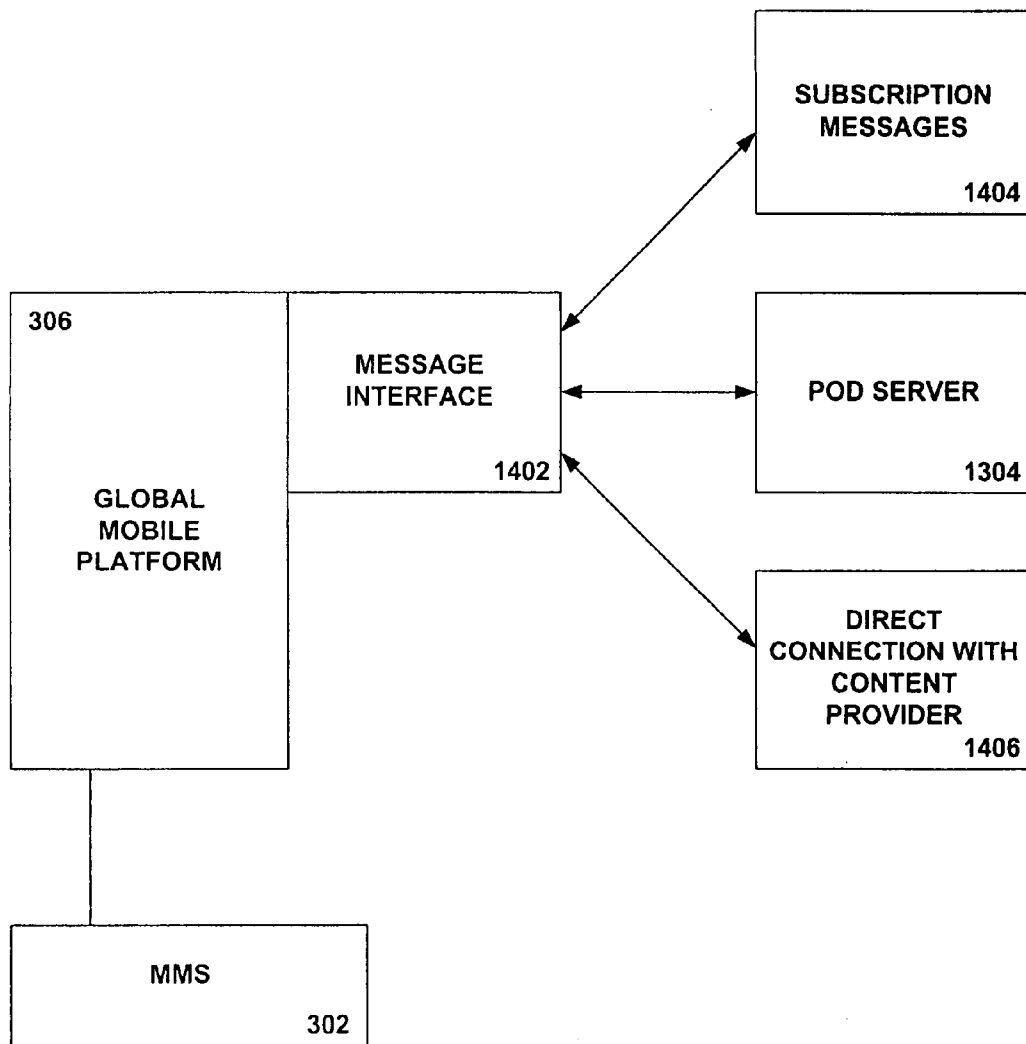 SUBSCRIPTION
MESSAGES
1404
306
GLOBAL
MOBILE
PLATFORM
MESSAGE
INTERFACE
1402
POD SERVER
1304
DIRECT
CONNECTION WITH
CONTENT
PROVIDER
1406
MMS
302